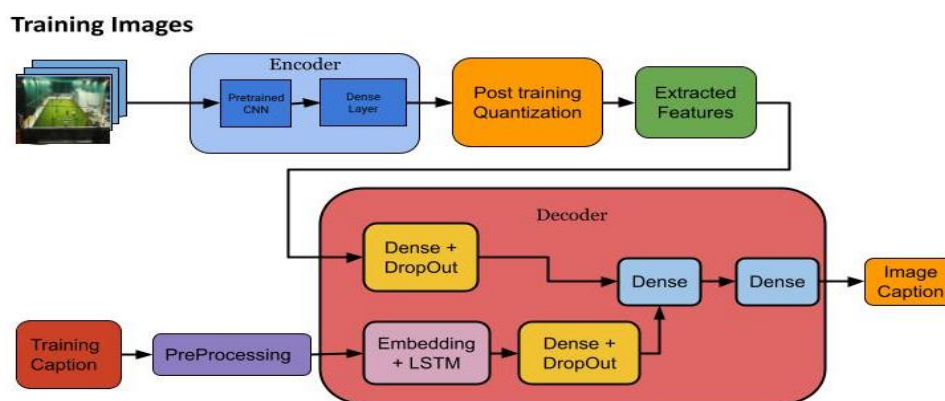 Training Images
Encoder
Pretrained
CNN
Dense
Layer
Post training
Quantization
Extracted
Features
Decoder
Dense +
DropOut
Dense
Dense
Image
Caption
Training
Caption
PreProcessing
Embedding
+ LSTM
Dense +
DropOut